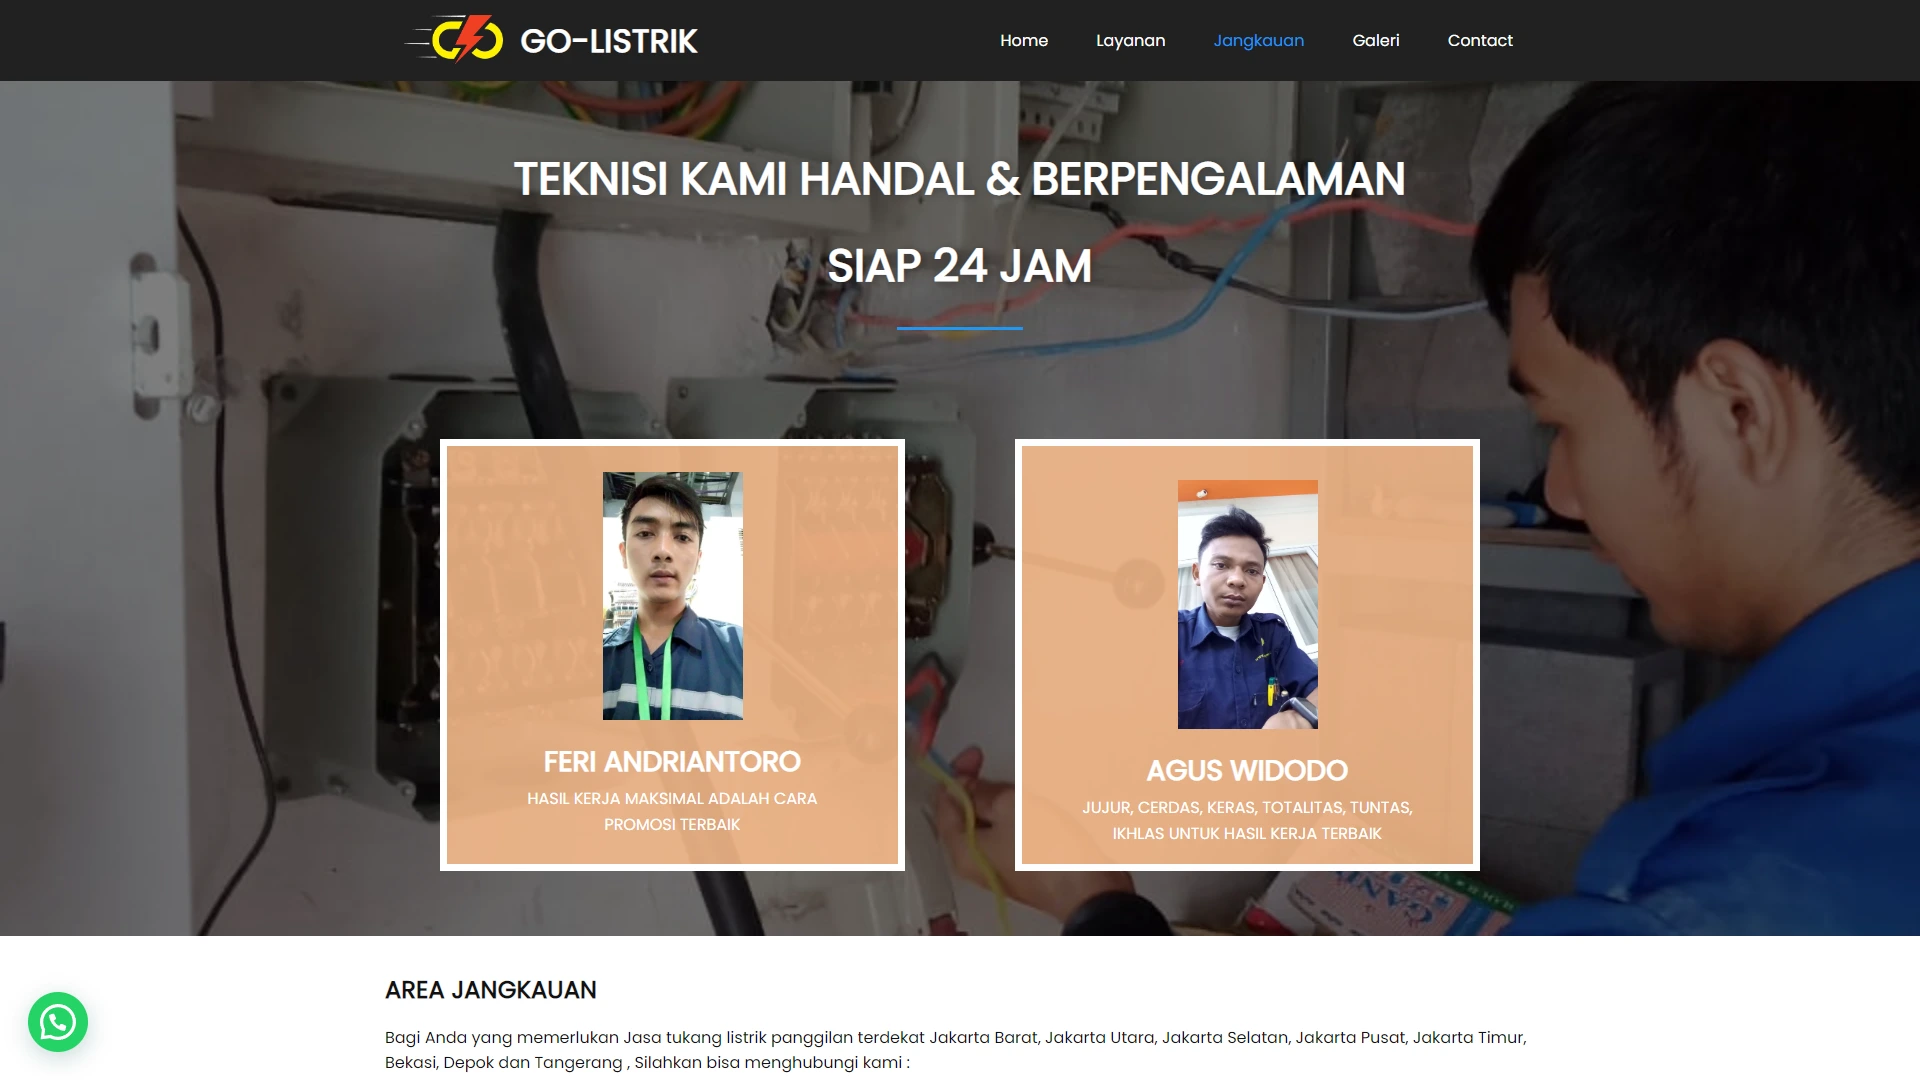 GO-LISTRIK
Home
Layanan
Jangkauan
Galeri
Contact
TEKNISI KAMI HANDAL & BERPENGALAMAN
SIAP 24 JAM
FERI ANDRIANTORO
HASIL KERJA MAKSIMAL ADALAH CARA
PROMOSI TERBAIK
AGUS WIDODO
JUJUR, CERDAS, KERAS, TOTALITAS, TUNTAS,
IKHLAS UNTUK HASIL KERJA TERBAIK
AREA JANGKAUAN
Bagi Anda yang memerlukan Jasa tukang listrik panggilan terdekat Jakarta Barat, Jakarta Utara, Jakarta Selatan, Jakarta Pusat, Jakarta Timur,
Bekasi, Depok dan Tangerang , Silahkan bisa menghubungi kami :